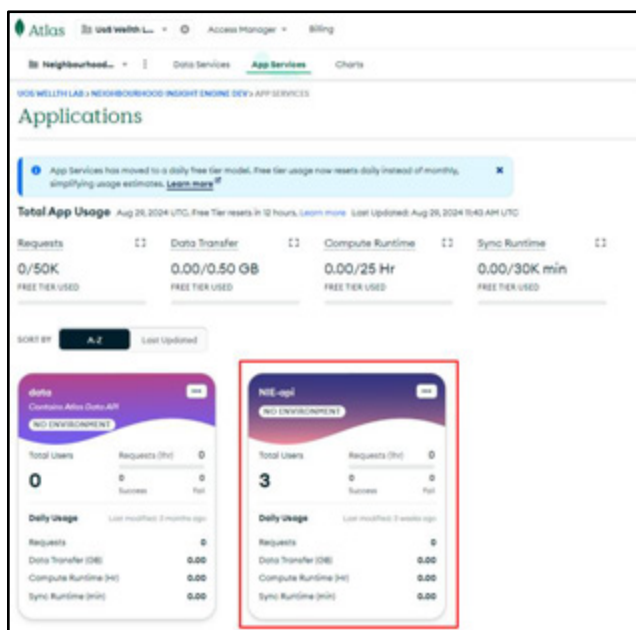 Atlas UoS Wellth L... Access Manager Billing
Neighbourhood... Data Services App Services Charts
UOS WELLTH LAB > NEIGHBOURHOOD INSIGHT ENGINE DEV > APP SERVICES
Applications
App Services has moved to a daily free tier model. Free tier usage now resets daily instead of monthly,
simplifying usage estimates. Learn more
Total App Usage Aug 29, 2024 UTC, Free Tier resets in 12 hours, Learn more Last Updated: Aug 29, 2024 11:43 AM UTC
Requests Data Transfer Compute Runtime Sync Runtime
0/50K 0.00/0.50 GB 0.00/25 Hr 0.00/30K min
FREE TIER USED FREE TIER USED FREE TIER USED FREE TIER USED
SORT BY A-Z Last Updated
data
Contains Atlas Data API
NO ENVIRONMENT
Total Users Requests (1hr) 0
0 0 0
Success Fail
Daily Usage Last modified: 3 months ago
Requests 0
Data Transfer (GB) 0.00
Compute Runtime (Hr) 0.00
Sync Runtime (min) 0.00
NIE-api
NO ENVIRONMENT
Total Users Requests (1hr) 0
3 0 0
Success Fail
Daily Usage Last modified: 3 weeks ago
Requests 0
Data Transfer (GB) 0.00
Compute Runtime (Hr) 0.00
Sync Runtime (min) 0.00